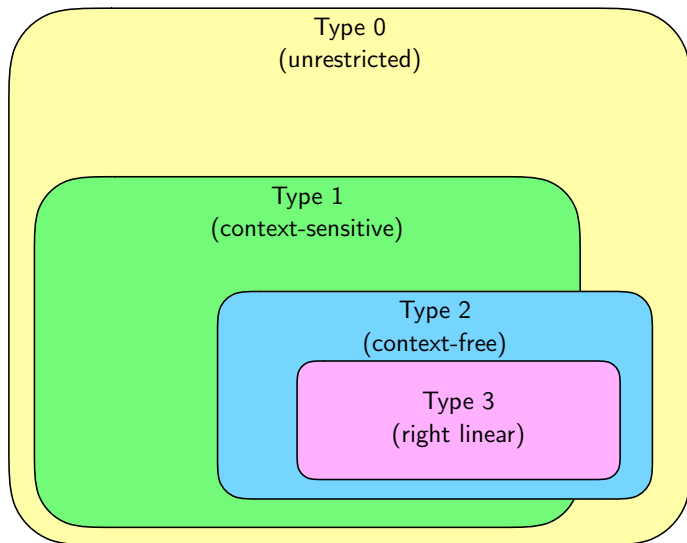 Type 0
(unrestricted)
Type 1
(context-sensitive)
Type 2
(context-free)
Type 3
(right linear)